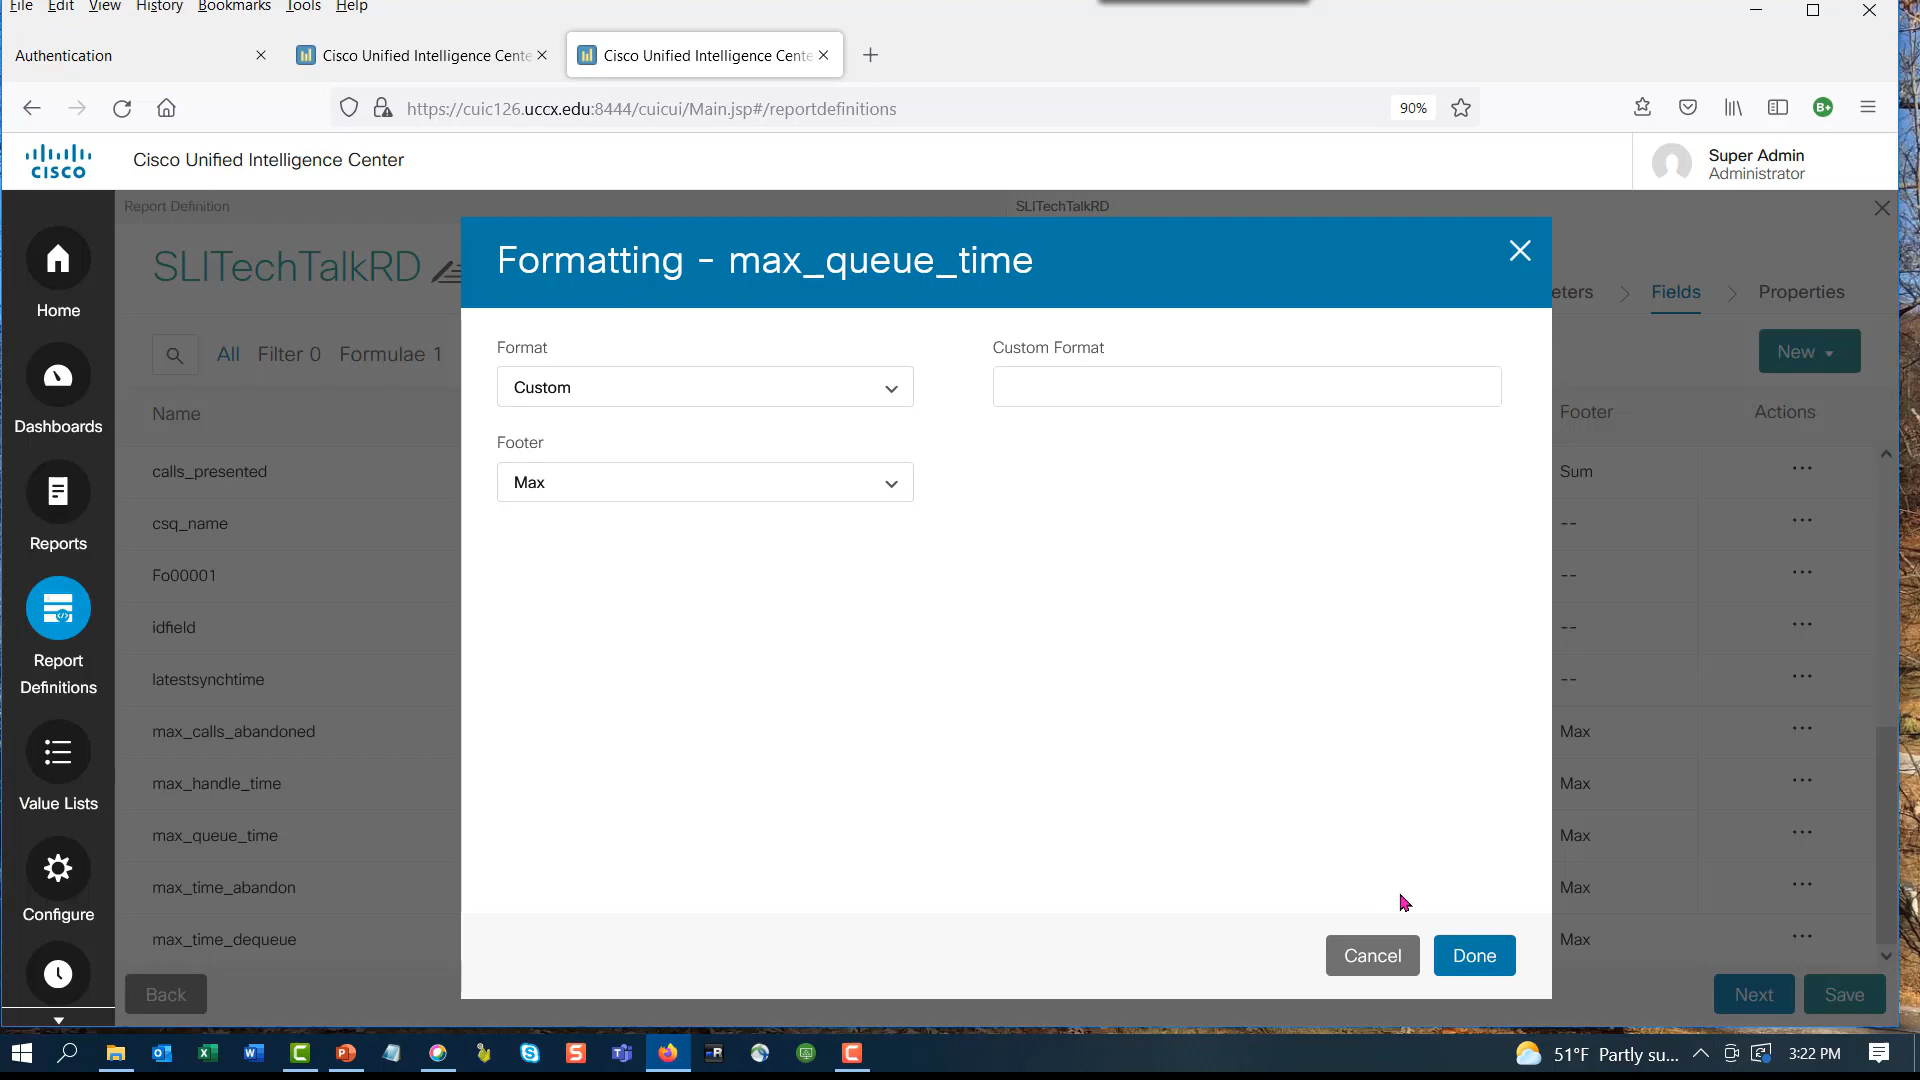 File Edit View History Bookmarks Tools Help
Authentication
Cisco Unified Intelligence Cente
Cisco Unified Intelligence Cente
https://cuic126.uccx.edu:8444/cuicui/Main.jsp#/reportdefinitions
90%
B+
CISCO
Cisco Unified Intelligence Center
Super Admin
Administrator
Report Definition
SLITechTalkRD
SLITechTalkRD
Formatting - max_queue_time
eters
Fields
Properties
Home
All Filter 0 Formulae 1
Format
Custom
Custom Format
New
Name
Footer
Actions
Dashboards
Footer
Max
calls_presented
Sum
csq_name
--
Reports
Fo00001
--
idfield
--
Report
Definitions
latestsynchtime
--
max_calls_abandoned
Max
max_handle_time
Max
Value Lists
max_queue_time
Max
max_time_abandon
Max
Configure
max_time_dequeue
Max
Cancel
Done
Back
Next
Save
51°F Partly su...
3:22 PM